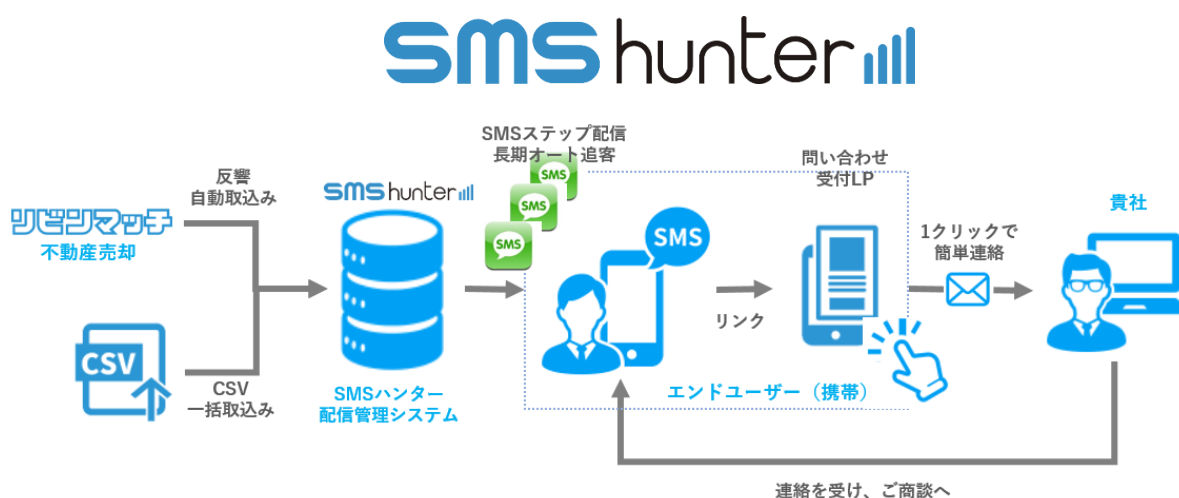 SMS hunter
SMSステップ配信
長期オート追客
SMS
SMS
SMS
反響
自動取込み
リビンマッチ
不動産売却
SMS hunter
SMS
問い合わせ
受付LP
1クリックで
簡単連絡
貴社
リンク
CSV
CSV
一括取込み
SMSハンター
配信管理システム
エンドユーザー（携帯）
連絡を受け、ご商談へ